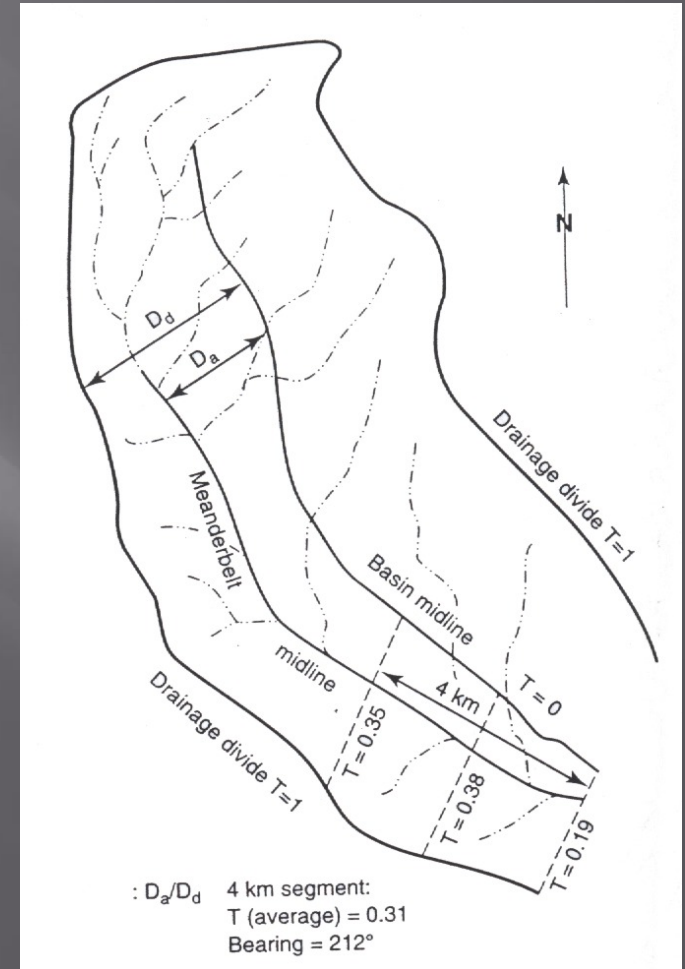 N
Dd
Da
Drainage divide T=1
Meanderbelt
midline
Basin midline
T = 0
4 km
T = 0.35
T = 0.38
T = 0.19
Drainage divide T=1
: Da/Dd 4 km segment:
T (average) = 0.31
Bearing = 212°